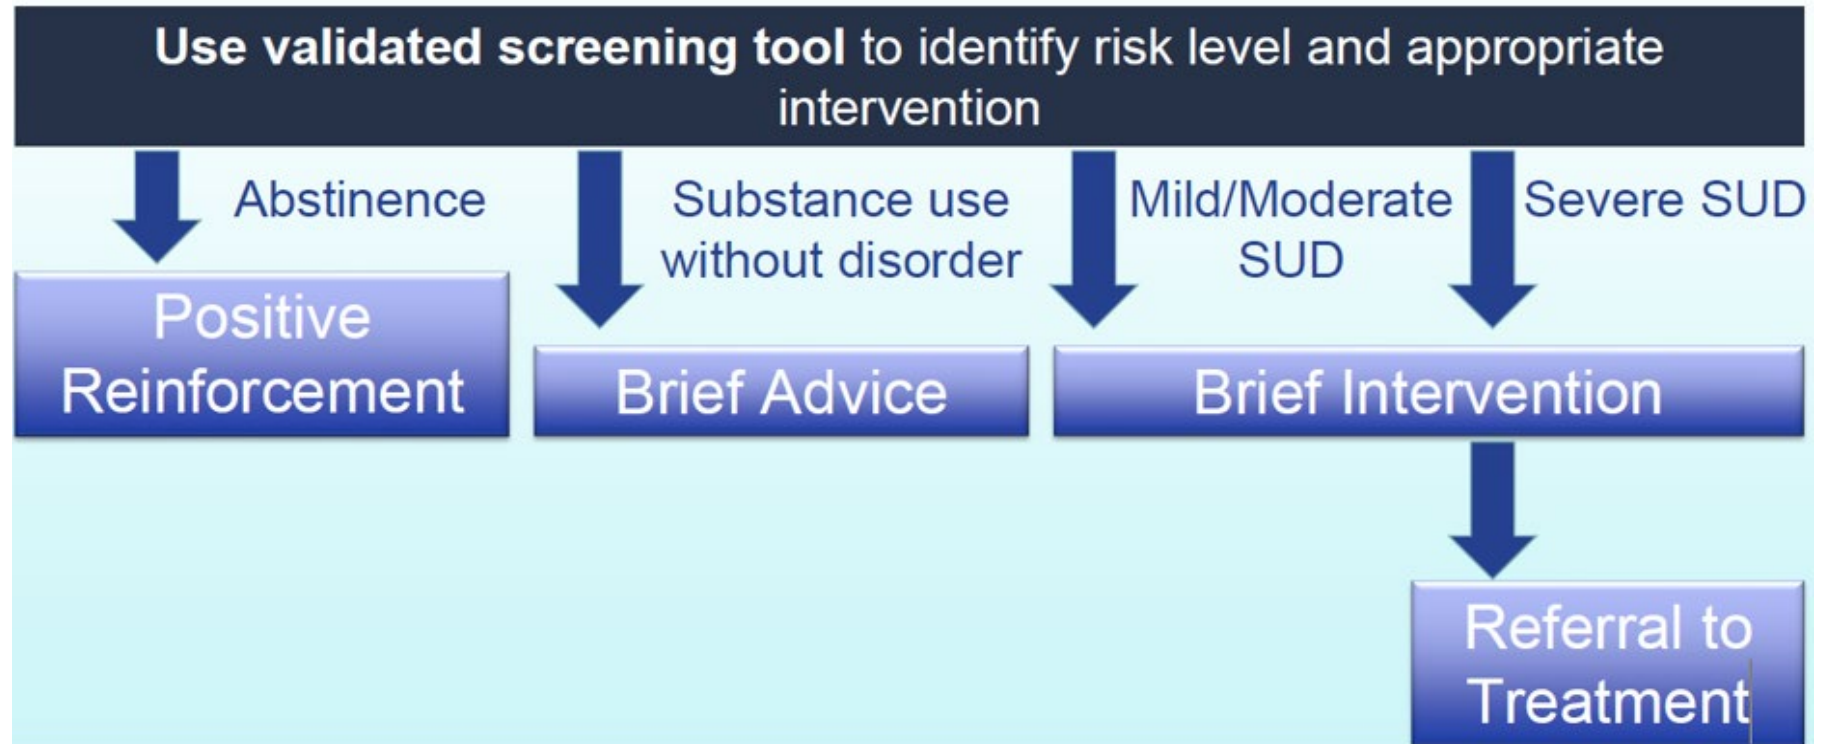 Use validated screening tool to identify risk level and appropriate
intervention
Abstinence
Substance use
without disorder
Mild/Moderate
SUD
Severe SUD
Positive
Reinforcement
Brief Advice
Brief Intervention
Referral to
Treatment